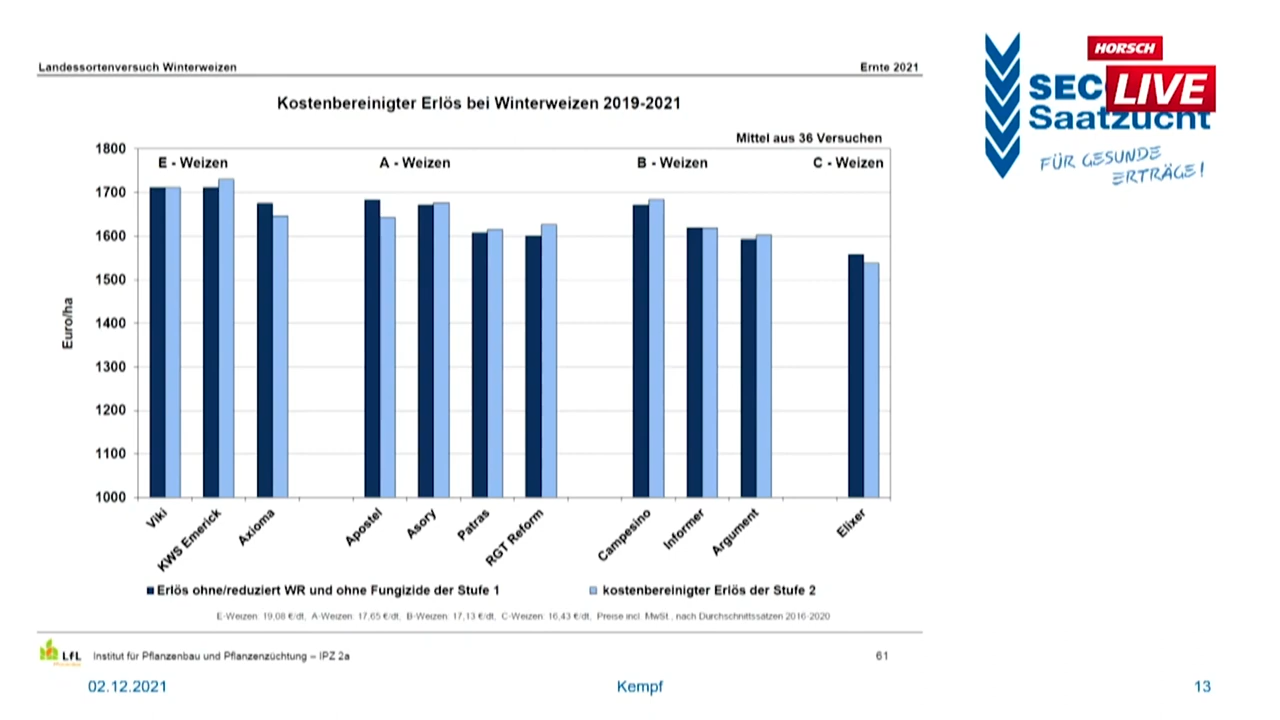 Landessortenversuch Winterweizen
Ernte 2021
HORSCH
LIVE
SEC
Saatzucht
FÜR GESUNDE
ERTRÄGE!
Kostenbereinigter Erlös bei Winterweizen 2019-2021
Mittel aus 36 Versuchen
E - Weizen
A - Weizen
B - Weizen
C - Weizen
1800
1700
1600
1500
1400
1300
1200
1100
1000
Euro/ha
Viki
KWS Emerick
Axioma
Apostel
Asory
Patras
RGT Reform
Campesino
Informer
Argument
Elixer
Erlös ohne/reduziert WR und ohne Fungizide der Stufe 1
kostenbereinigter Erlös der Stufe 2
E-Weizen: 19,08 €/dt, A-Weizen: 17,65 €/dt, B-Weizen: 17,13 €/dt, C-Weizen: 16,43 €/dt, Preise incl. MwSt., nach Durchschnittssätzen 2016-2020
LfL
Institut für Pflanzenbau und Pflanzenzüchtung – IPZ 2a
61
02.12.2021
Kempf
13